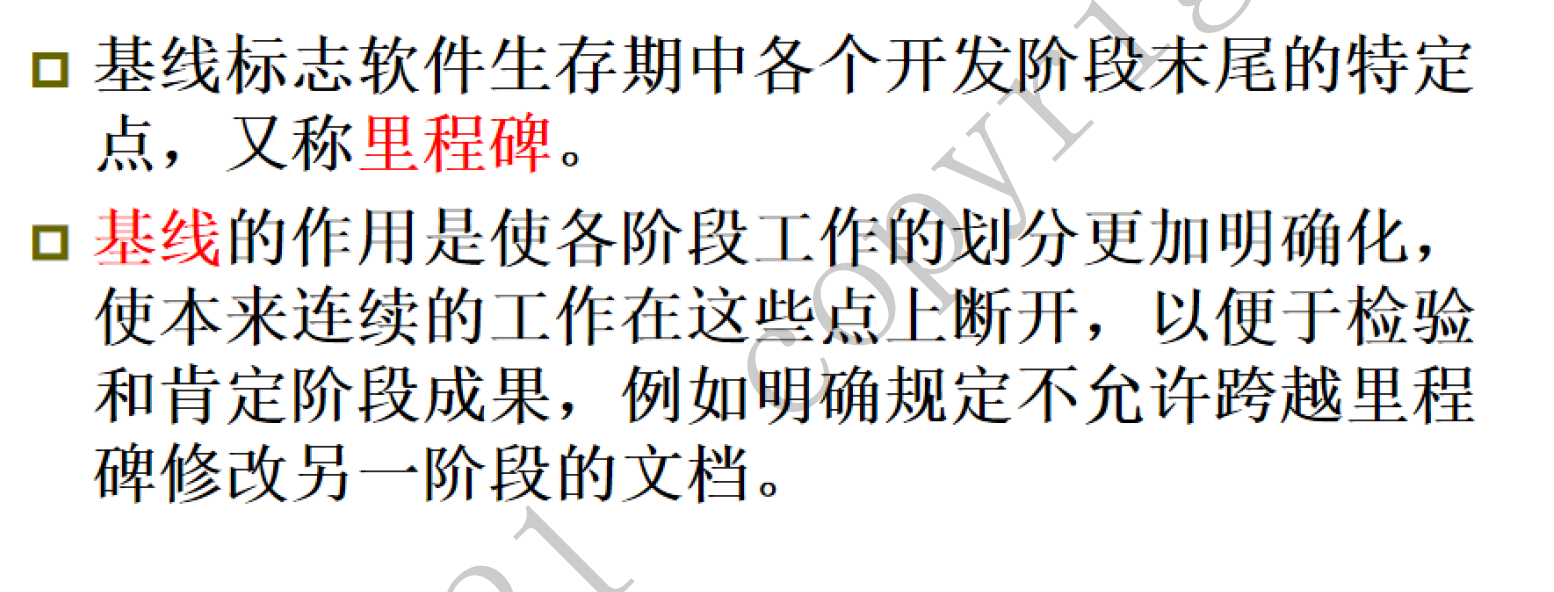 基线标志软件生存期中各个开发阶段末尾的特定
点，又称里程碑。
基线的作用是使各阶段工作的划分更加明确化，
使本来连续的工作在这些点上断开，以便于检验
和肯定阶段成果，例如明确规定不允许跨越里程
碑修改另一阶段的文档。